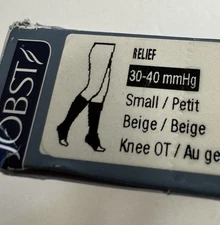 JOBST
RELIEF
30-40 mmHg
Small / Petit
Beige / Beige
Knee OT / Au ge